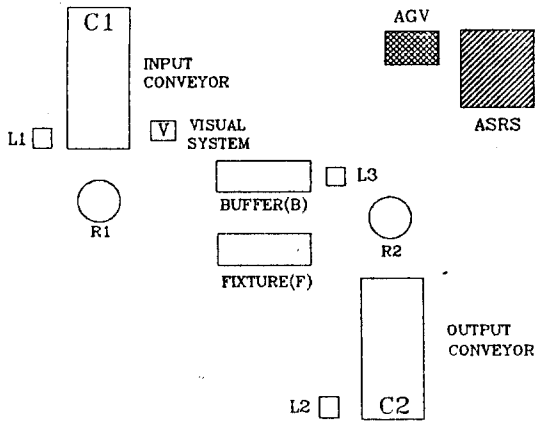 C1
AGV
INPUT
CONVEYOR
ASRS
L1
V
VISUAL
SYSTEM
L3
BUFFER(B)
R1
R2
FIXTURE(F)
OUTPUT
CONVEYOR
L2
C2